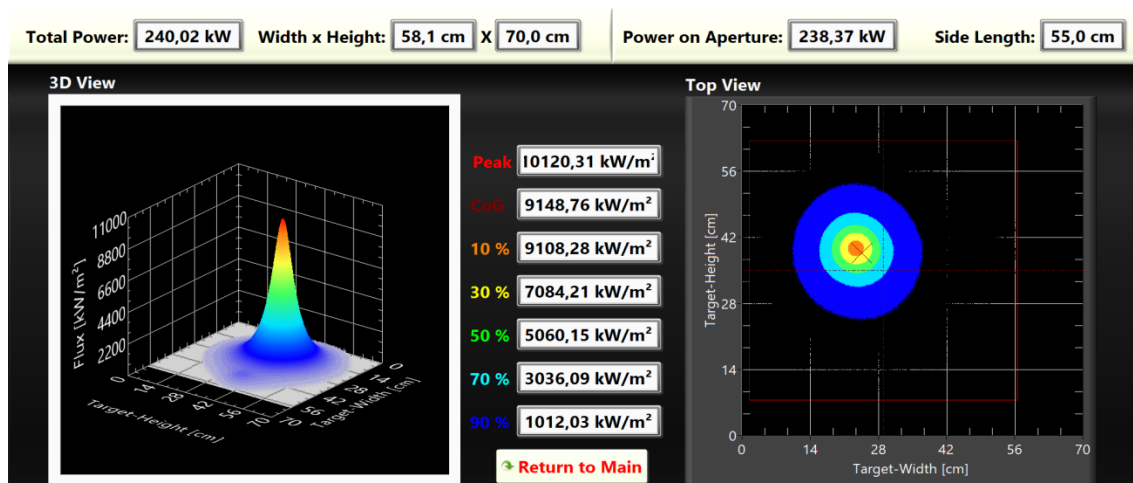 Total Power: 240,02 kW Width x Height: 58,1 cm X 70,0 cm Power on Aperture: 238,37 kW Side Length: 55,0 cm
3D View
Top View
Flux [kW/m²]
11000
8800
6600
4400
2200
0
14
28
42
56
70
Target-Height [cm]
70
56
42
28
14
0
Target-Width [cm]
Peak 10120,31 kW/m²
CoG 9148,76 kW/m²
10 % 9108,28 kW/m²
30 % 7084,21 kW/m²
50 % 5060,15 kW/m²
70 % 3036,09 kW/m²
90 % 1012,03 kW/m²
Return to Main
Target-Height [cm]
70
56
42
28
14
0
0 14 28 42 56 70
Target-Width [cm]